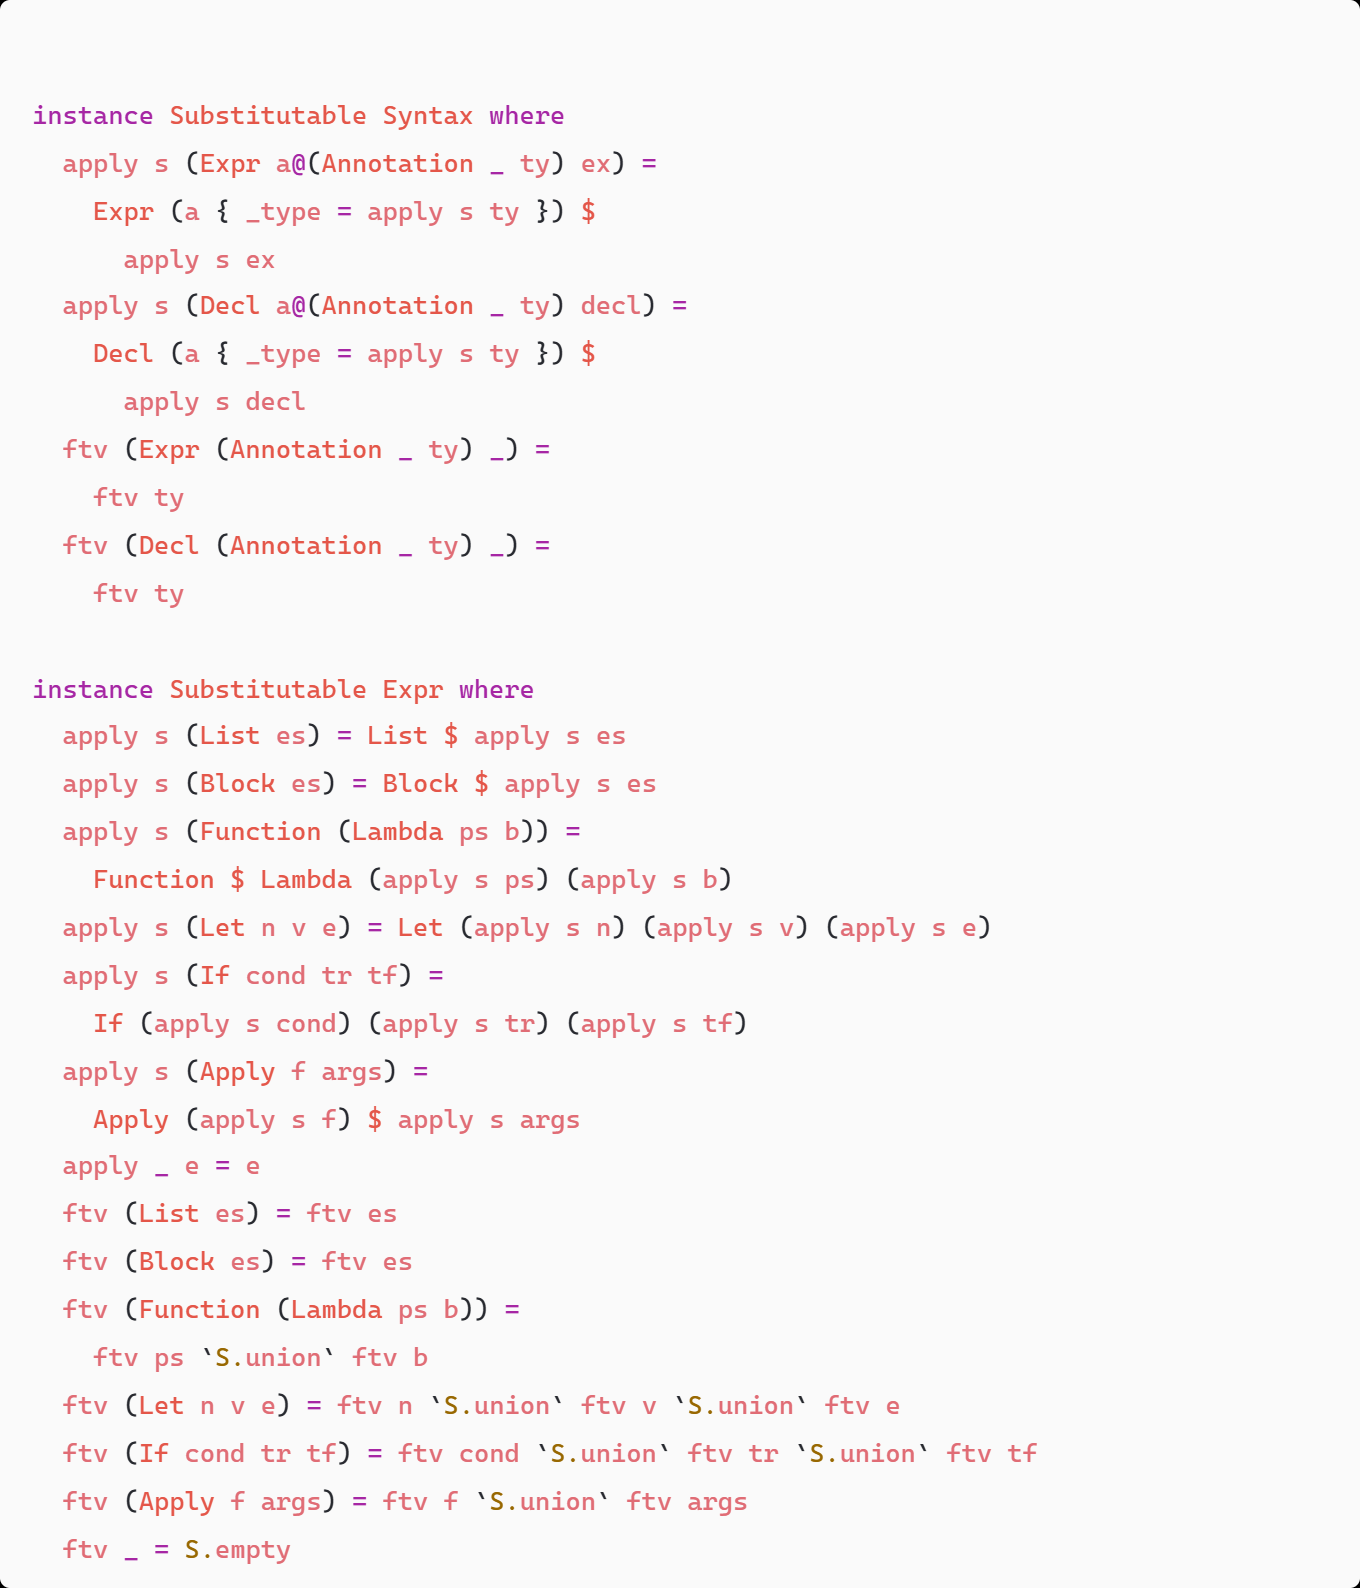 instance Substitutable Syntax where
  apply s (Expr a@(Annotation _ ty) ex) =
    Expr (a { _type = apply s ty }) $
      apply s ex
  apply s (Decl a@(Annotation _ ty) decl) =
    Decl (a { _type = apply s ty }) $
      apply s decl
  ftv (Expr (Annotation _ ty) _) =
    ftv ty
  ftv (Decl (Annotation _ ty) _) =
    ftv ty

instance Substitutable Expr where
  apply s (List es) = List $ apply s es
  apply s (Block es) = Block $ apply s es
  apply s (Function (Lambda ps b)) =
    Function $ Lambda (apply s ps) (apply s b)
  apply s (Let n v e) = Let (apply s n) (apply s v) (apply s e)
  apply s (If cond tr tf) =
    If (apply s cond) (apply s tr) (apply s tf)
  apply s (Apply f args) =
    Apply (apply s f) $ apply s args
  apply _ e = e
  ftv (List es) = ftv es
  ftv (Block es) = ftv es
  ftv (Function (Lambda ps b)) =
    ftv ps `S.union` ftv b
  ftv (Let n v e) = ftv n `S.union` ftv v `S.union` ftv e
  ftv (If cond tr tf) = ftv cond `S.union` ftv tr `S.union` ftv tf
  ftv (Apply f args) = ftv f `S.union` ftv args
  ftv _ = S.empty